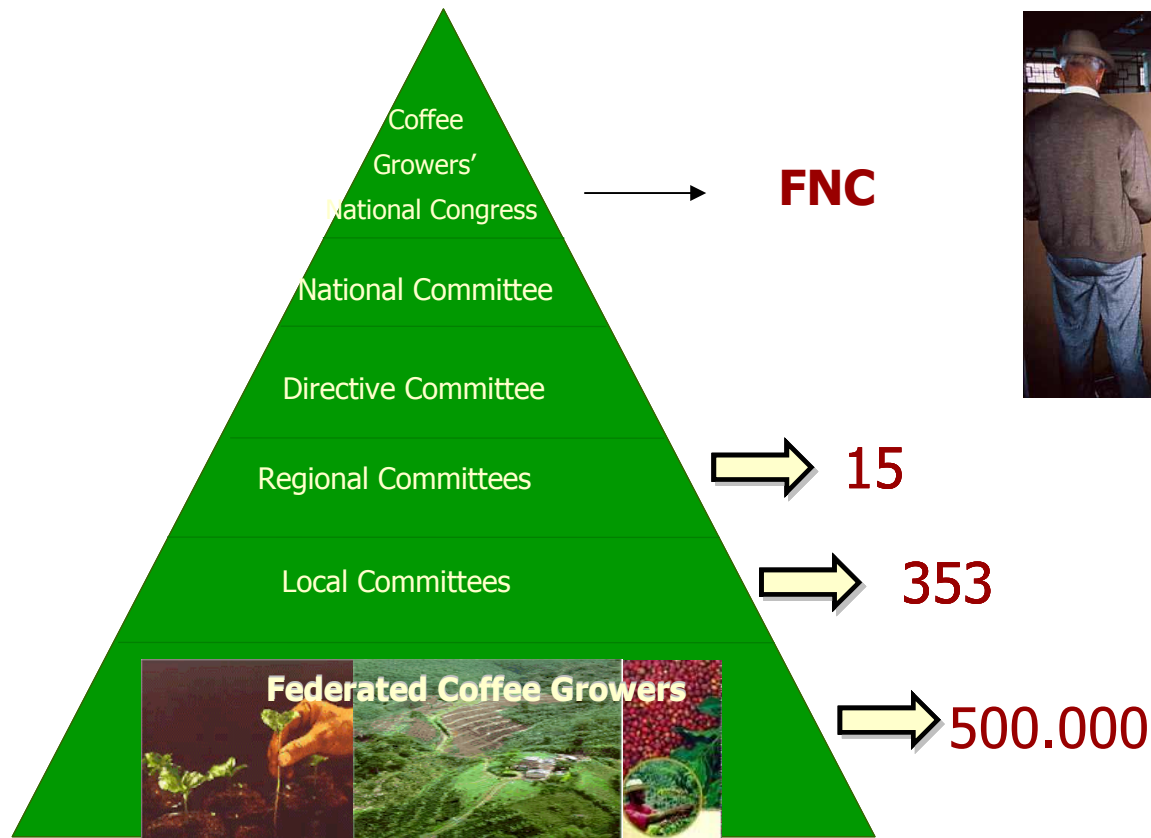 Coffee
Growers’
National Congress
FNC
National Committee
Directive Committee
Regional Committees
15
Local Committees
353
Federated Coffee Growers
500.000